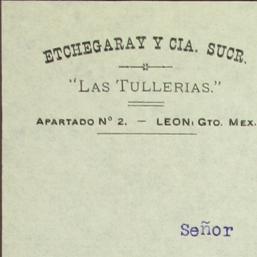 ETCHEGARAY Y CIA. SUCR.
"LAS TULLERIAS."
APARTADO Nº 2. — LEON, GTO. MEX.
Señor